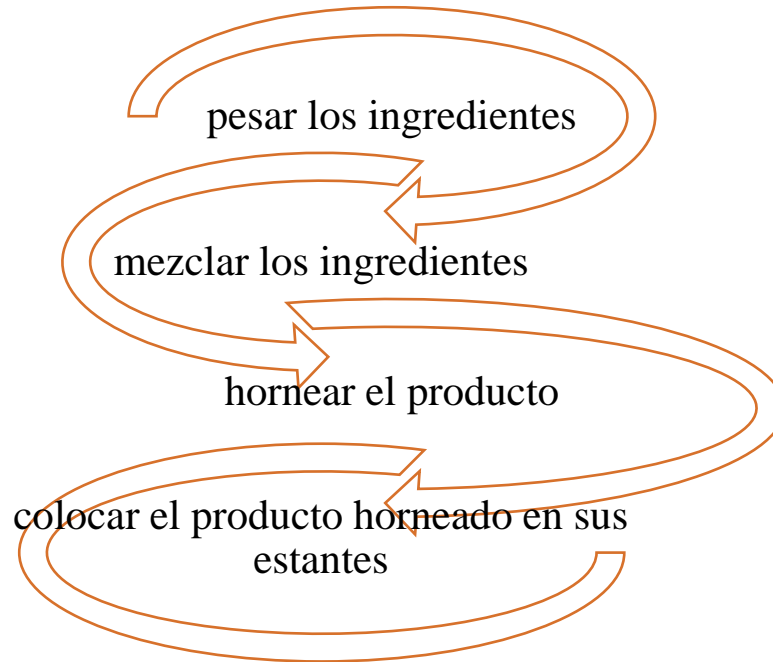 pesar los ingredientes
mezclar los ingredientes
hornear el producto
colocar el producto horneado en sus
estantes